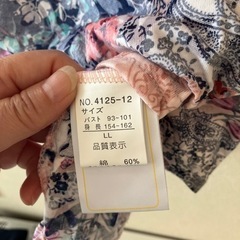 NO. 4125-12
サイズ
バスト 93-101
身長 154-162
LL
品質表示
綿 60%